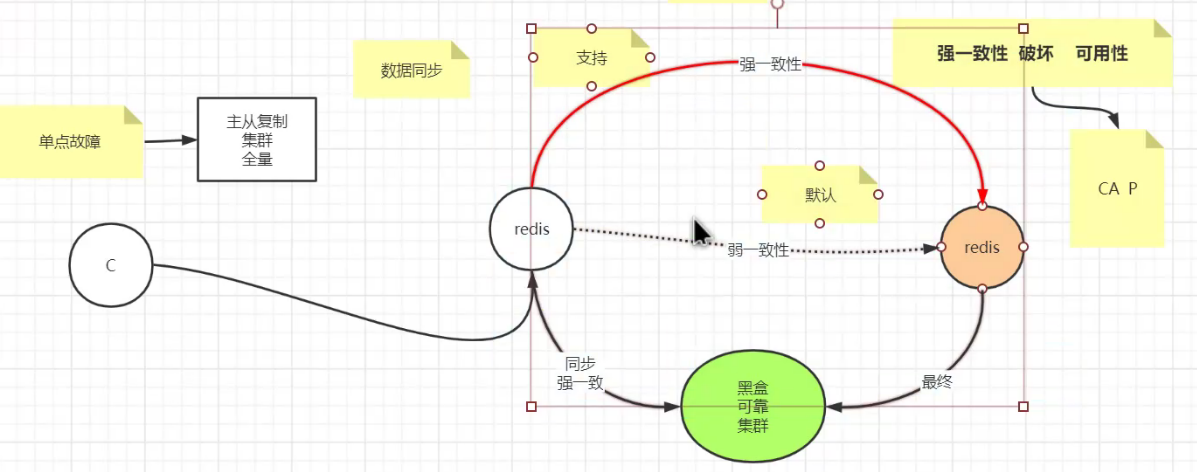 强一致性 破坏 可用性
支持
强一致性
数据同步
主从复制
集群
全量
单点故障
CA P
默认
redis
弱一致性
redis
C
同步
强一致
最终
黑盒
可靠
集群